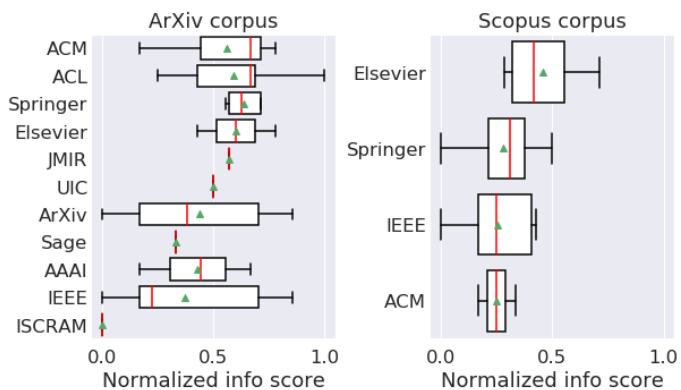 ArXiv corpus
ACM
ACL
Springer
Elsevier
JMIR
UIC
ArXiv
Sage
AAAI
IEEE
ISCRAM
0.0 0.5 1.0
Normalized info score
Scopus corpus
Elsevier
Springer
IEEE
ACM
0.0 0.5 1.0
Normalized info score